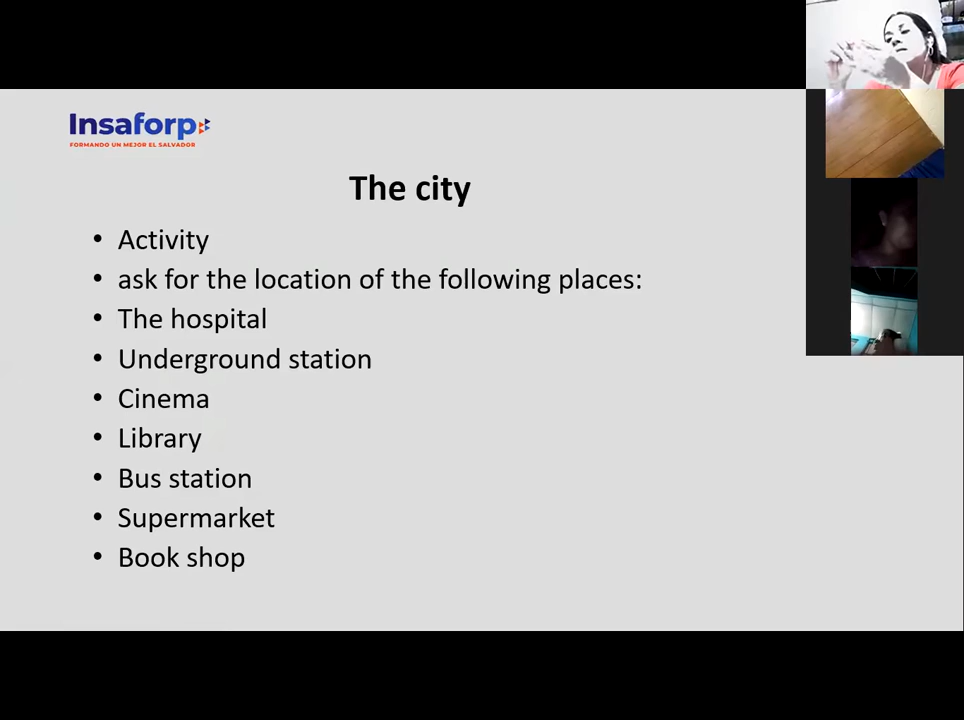 Insaforp
FORMANDO UN MEJOR EL SALVADOR
The city
• Activity
• ask for the location of the following places:
• The hospital
• Underground station
• Cinema
• Library
• Bus station
• Supermarket
• Book shop